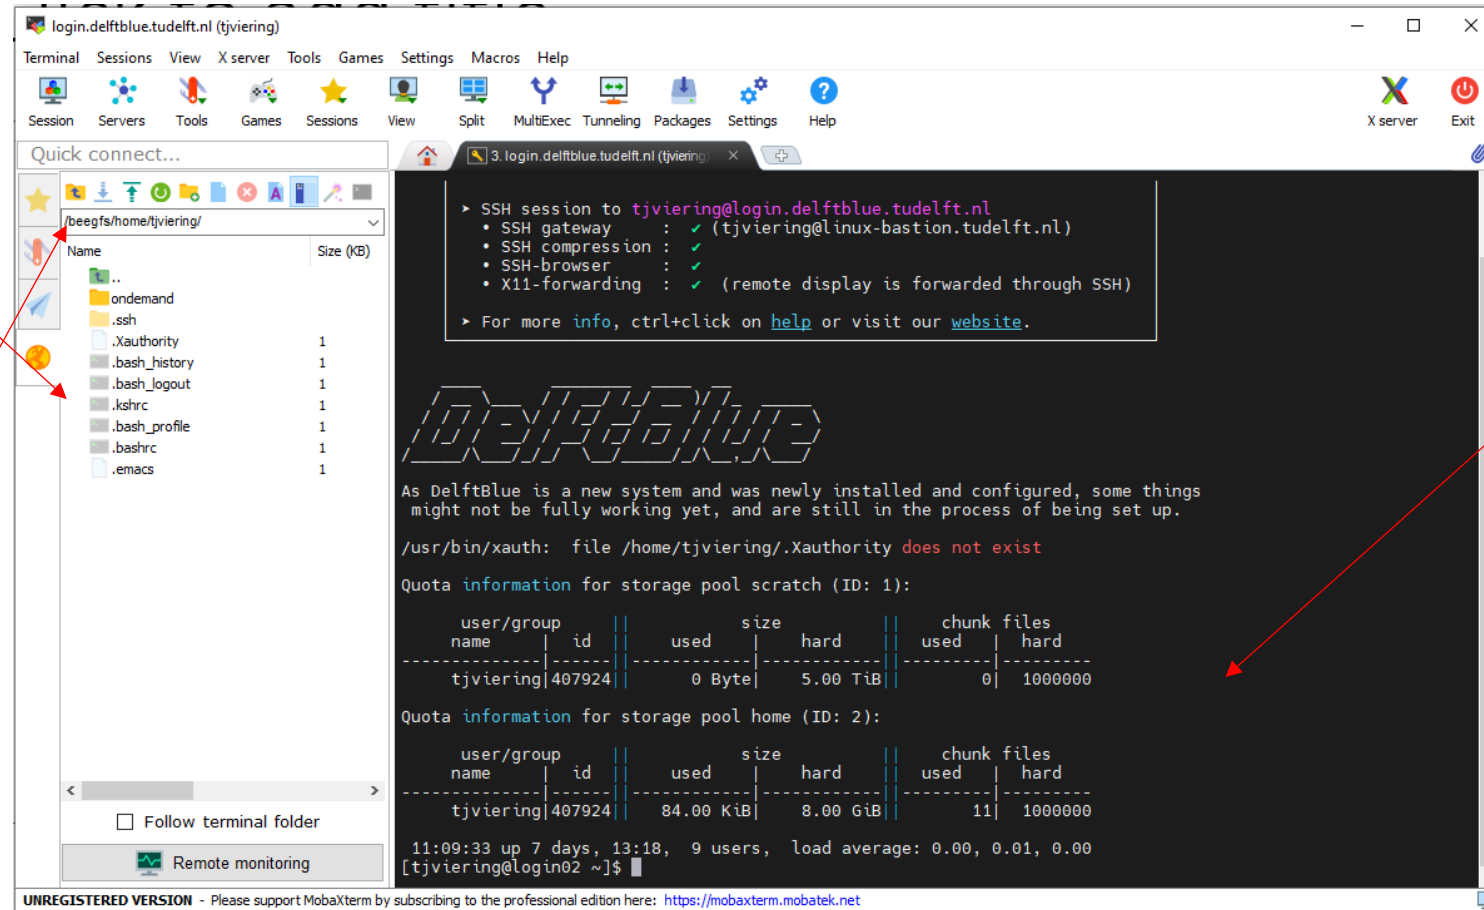 login.delftblue.tudelft.nl (tjviering)
Terminal Sessions View X server Tools Games Settings Macros Help
Session Servers Tools Games Sessions View Split MultiExec Tunneling Packages Settings Help X server Exit
Quick connect...
3. login.delftblue.tudelft.nl (tjviering)
/beegfs/home/tjviering/
Name Size (KB)
..
ondemand
.ssh
.Xauthority 1
.bash_history 1
.bash_logout 1
.kshrc 1
.bash_profile 1
.bashrc 1
.emacs 1
Follow terminal folder
Remote monitoring
➤ SSH session to tjviering@login.delftblue.tudelft.nl
• SSH gateway : ✔ (tjviering@linux-bastion.tudelft.nl)
• SSH compression : ✔
• SSH-browser : ✔
• X11-forwarding : ✔ (remote display is forwarded through SSH)
➤ For more info, ctrl+click on help or visit our website.
DelftBlue
As DelftBlue is a new system and was newly installed and configured, some things
might not be fully working yet, and are still in the process of being set up.
/usr/bin/xauth: file /home/tjviering/.Xauthority does not exist
Quota information for storage pool scratch (ID: 1):
user/group || size || chunk files
name | id || used | hard || used | hard
--------------|------||------------|------------||---------|---------
tjviering|407924|| 0 Byte| 5.00 TiB|| 0| 1000000
Quota information for storage pool home (ID: 2):
user/group || size || chunk files
name | id || used | hard || used | hard
--------------|------||------------|------------||---------|---------
tjviering|407924|| 84.00 KiB| 8.00 GiB|| 11| 1000000
11:09:33 up 7 days, 13:18, 9 users, load average: 0.00, 0.01, 0.00
[tjviering@login02 ~]$
UNREGISTERED VERSION - Please support MobaXterm by subscribing to the professional edition here: https://mobaxterm.mobatek.net